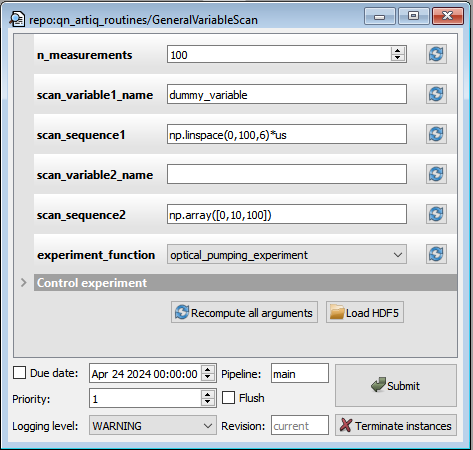 repo:qn_artiq_routines/GeneralVariableScan
n_measurements 100
scan_variable1_name dummy_variable
scan_sequence1 np.linspace(0,100,6)*us
scan_variable2_name
scan_sequence2 np.array([0,10,100])
experiment_function optical_pumping_experiment
Control experiment
Recompute all arguments Load HDF5
Due date: Apr 24 2024 00:00:00 Pipeline: main
Submit
Priority: 1 Flush
Logging level: WARNING Revision: current Terminate instances